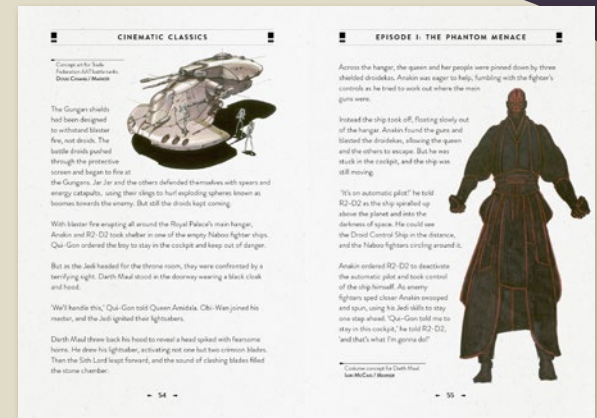 CINEMATIC CLASSICS
Concept art for Trade
Federation AAT battle tanks
DOUG CHIANG / MARKER
The Gungan shields
had been designed
to withstand blaster
fire, not droids. The
battle droids pushed
through the protective
screen and began to fire at
the Gungans. Jar Jar and the others defended themselves with spears and
energy catapults, using their slings to hurl exploding spheres known as
boomas towards the enemy. But still the droids kept coming.
With blaster fire erupting all around the Royal Palace's main hangar,
Anakin and R2-D2 took shelter in one of the empty Naboo fighter ships.
Qui-Gon ordered the boy to stay in the cockpit and keep out of danger.
But as the Jedi headed for the throne room, they were confronted by a
terrifying sight. Darth Maul stood in the doorway wearing a black cloak
and hood.
'We'll handle this,' Qui-Gon told Queen Amidala. Obi-Wan joined his
master, and the Jedi ignited their lightsabers.
Darth Maul threw back his hood to reveal a head spiked with fearsome
horns. He drew his lightsaber, activating not one but two crimson blades.
Then the Sith Lord leapt forward, and the sound of clashing blades filled
the stone chamber.
54
EPISODE I: THE PHANTOM MENACE
Across the hangar, the queen and her people were pinned down by three
shielded droidekas. Anakin was eager to help, fumbling with the fighter's
controls as he tried to work out where the main
guns were.
Instead the ship took off, floating slowly out
of the hangar. Anakin found the guns and
blasted the droidekas, allowing the queen
and the others to escape. But he was
stuck in the cockpit, and the ship was
still moving.
'It's on automatic pilot!' he told
R2-D2 as the ship spiralled up
above the planet and into the
darkness of space. He could see
the Droid Control Ship in the distance,
and the Naboo fighters circling around it.
Anakin ordered R2-D2 to deactivate
the automatic pilot and took control
of the ship himself. As enemy
fighters sped closer Anakin swooped
and spun, using his Jedi skills to stay
one step ahead. 'Qui-Gon told me to
stay in this cockpit,' he told R2-D2,
'and that's what I'm gonna do!'
Costume concept for Darth Maul
IAIN McCAIG / MARKER
55